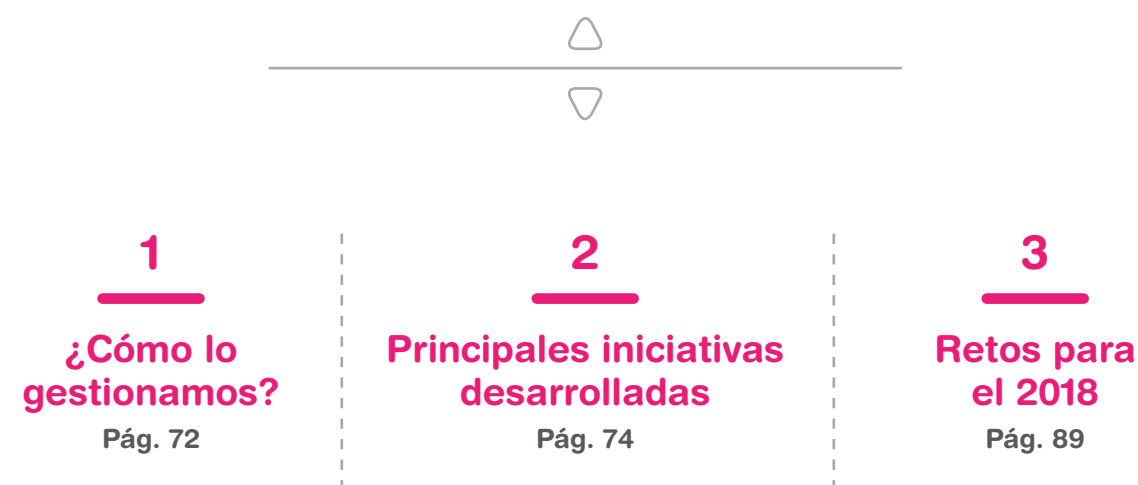 1
¿Cómo lo
gestionamos?
Pág. 72
2
Principales iniciativas
desarrolladas
Pág. 74
3
Retos para
el 2018
Pág. 89